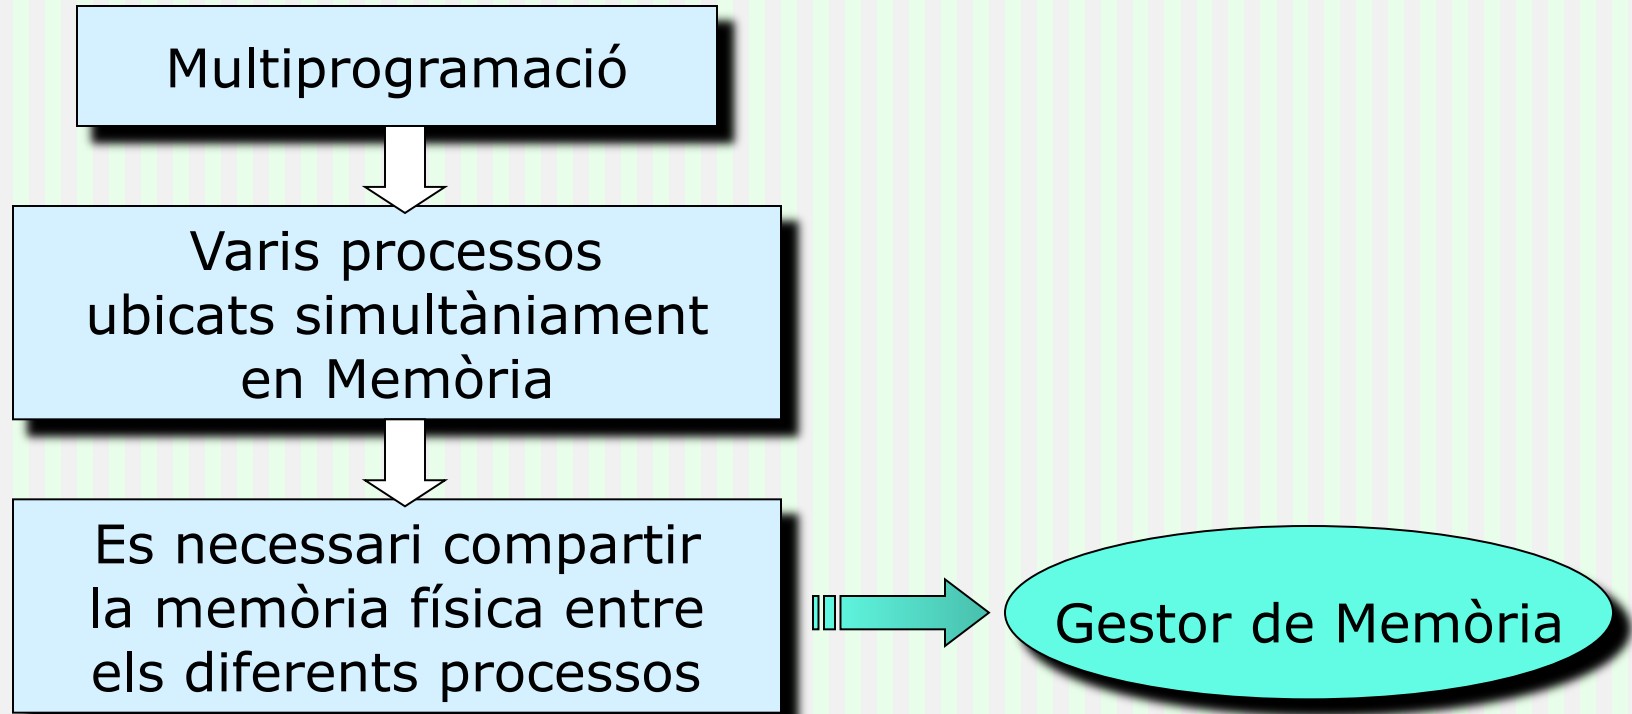 Multiprogramació
Varis processos
ubicats simultàniament
en Memòria
Es necessari compartir
la memòria física entre
els diferents processos
Gestor de Memòria